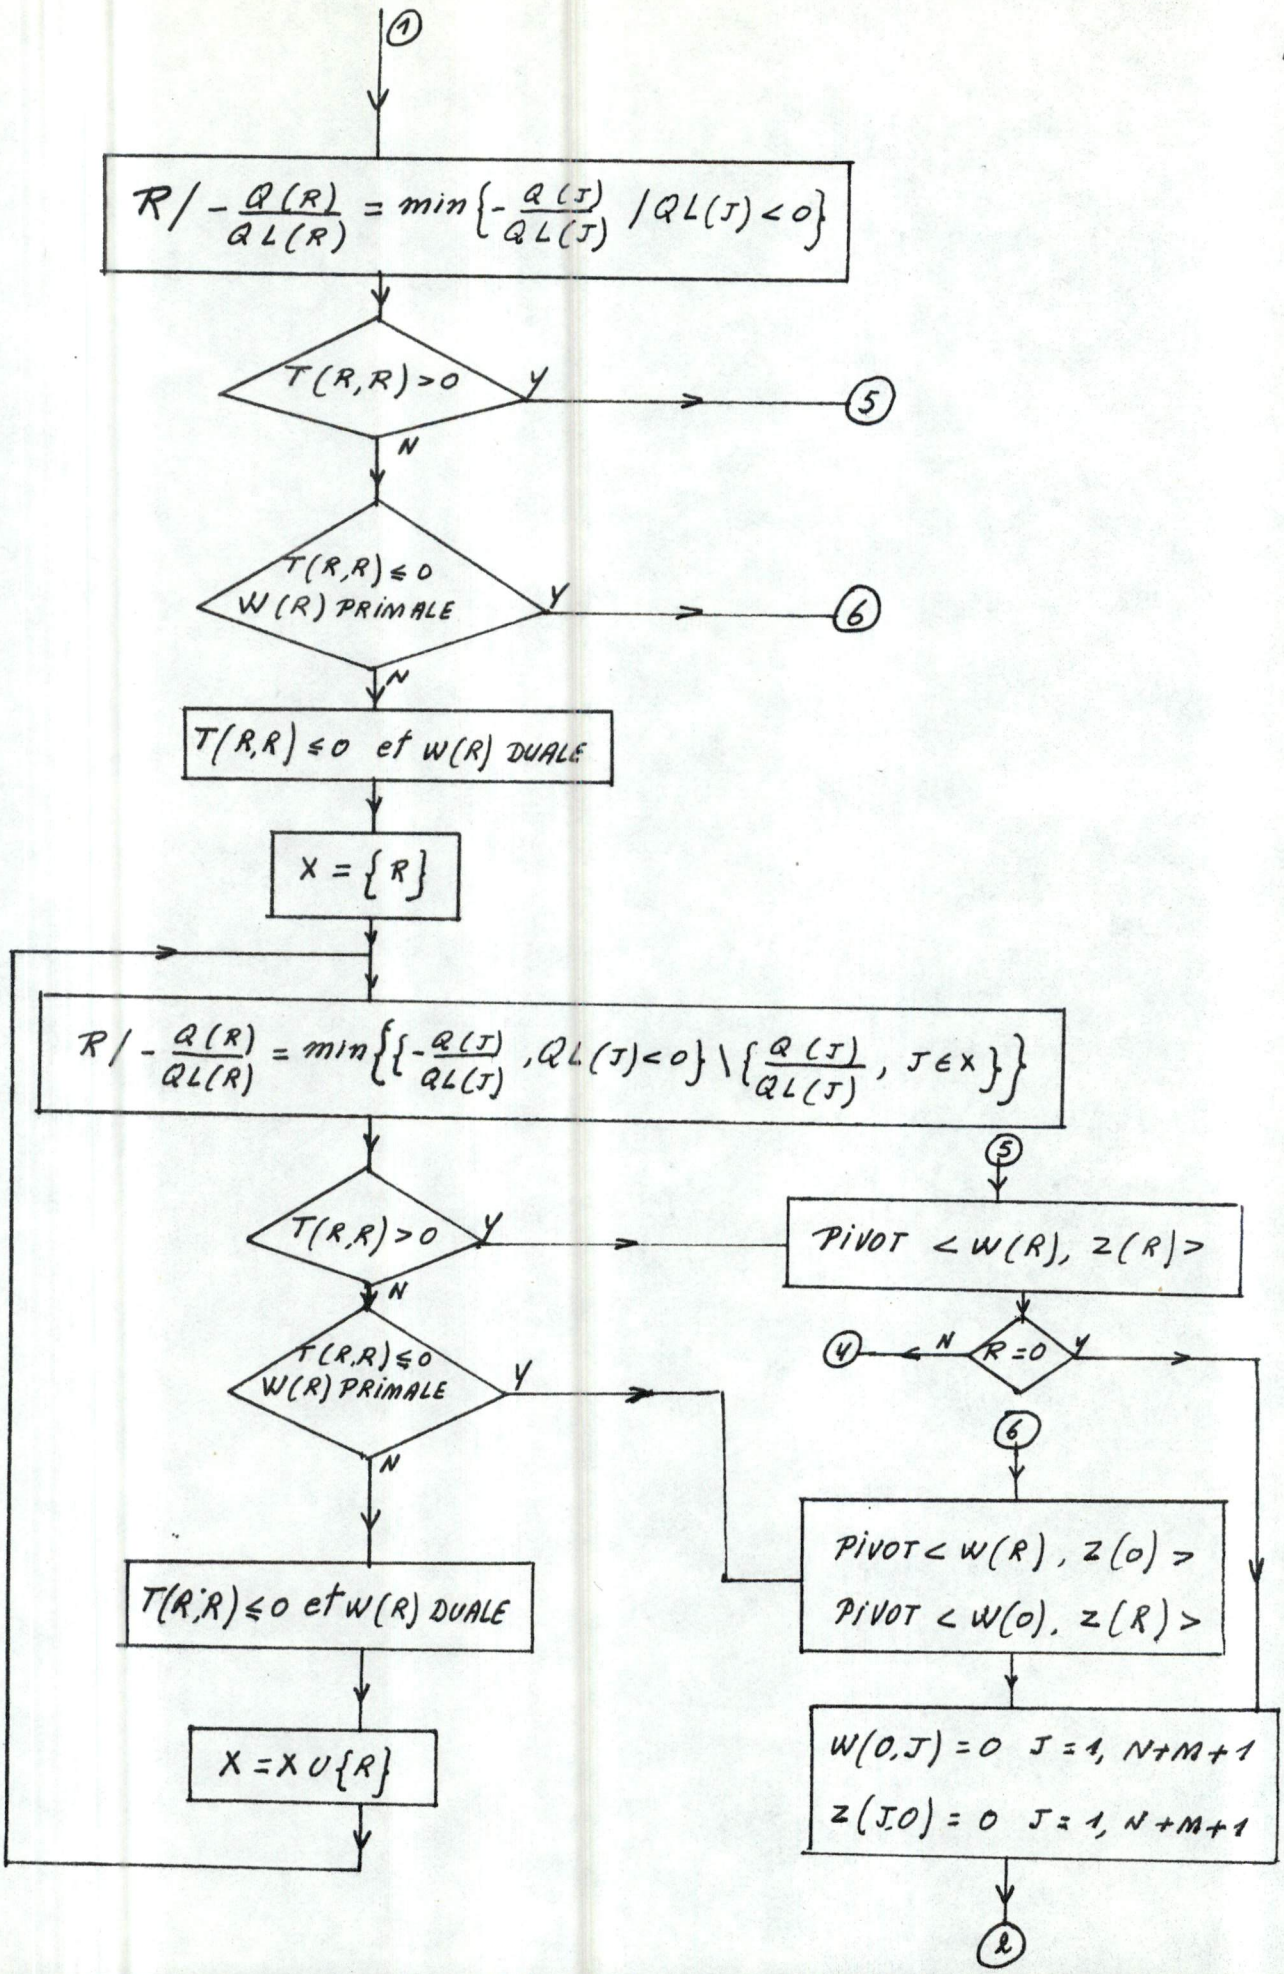 1
R / - Q(R)/QL(R) = min{- Q(J)/QL(J) / QL(J) < 0}
T(R,R) > 0
Y
5
N
T(R,R) ≤ 0
W(R) PRIMALE
Y
6
N
T(R,R) ≤ 0 et W(R) DUALE
X = {R}
R / - Q(R)/QL(R) = min{{- Q(J)/QL(J) , QL(J) < 0} \ {Q(J)/QL(J) , J ∈ X}}
T(R,R) > 0
Y
N
T(R,R) ≤ 0
W(R) PRIMALE
Y
N
T(R,R) ≤ 0 et W(R) DUALE
X = X ∪ {R}
5
PIVOT < W(R), Z(R) >
R = 0
N
4
Y
6
PIVOT < W(R), Z(0) >
PIVOT < W(0), Z(R) >
W(0,J) = 0 J = 1, N+M+1
Z(J,0) = 0 J = 1, N+M+1
2